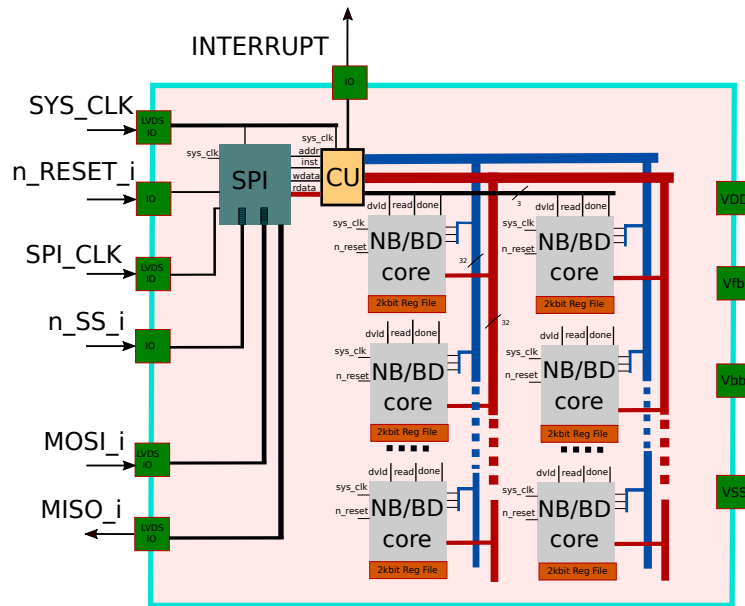 INTERRUPT
IO
SYS_CLK
LVDS
IO
n_RESET_i
IO
SPI_CLK
LVDS
IO
n_SS_i
IO
MOSI_i
LVDS
IO
MISO_i
LVDS
IO
sys_clk
SPI
sys_clk
addr
inst
wdata
rdata
CU
3
32
32
dvld read done
sys_clk
n_reset
NB/BD
core
2kbit Reg File
dvld read done
sys_clk
n_reset
NB/BD
core
2kbit Reg File
dvld read done
sys_clk
n_reset
NB/BD
core
2kbit Reg File
dvld read done
sys_clk
n_reset
NB/BD
core
2kbit Reg File
dvld read done
sys_clk
n_reset
NB/BD
core
2kbit Reg File
dvld read done
sys_clk
n_reset
NB/BD
core
2kbit Reg File
VDD
Vfb
Vbb
VSS